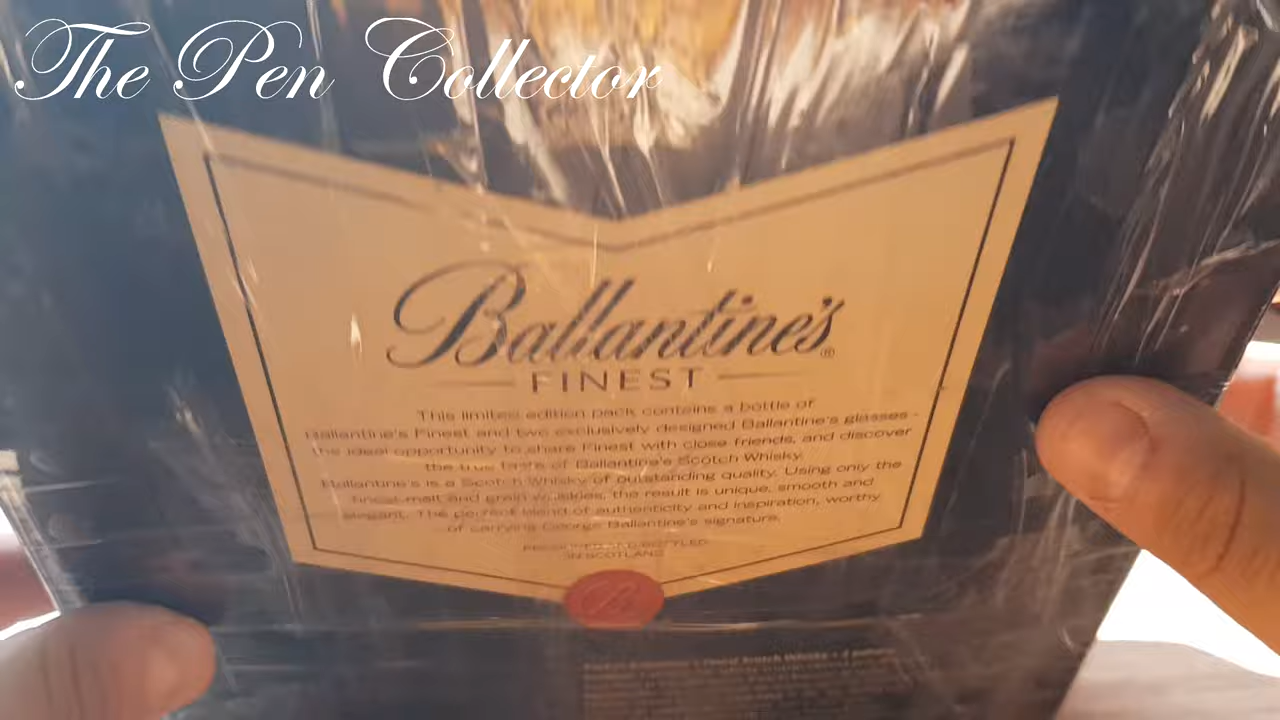 The Pen Collector
Ballantine's®
FINEST
This limited edition pack contains a bottle of
Ballantine's Finest and two exclusively designed Ballantine's glasses -
the ideal opportunity to share Finest with close friends, and discover
the true taste of Ballantine's Scotch Whisky.
Ballantine's is a Scotch Whisky of outstanding quality. Using only the
finest malt and grain whiskies, the result is unique, smooth and
elegant. The perfect blend of authenticity and inspiration, worthy
of carrying George Ballantine's signature.
PRODUCED AND BOTTLED
IN SCOTLAND